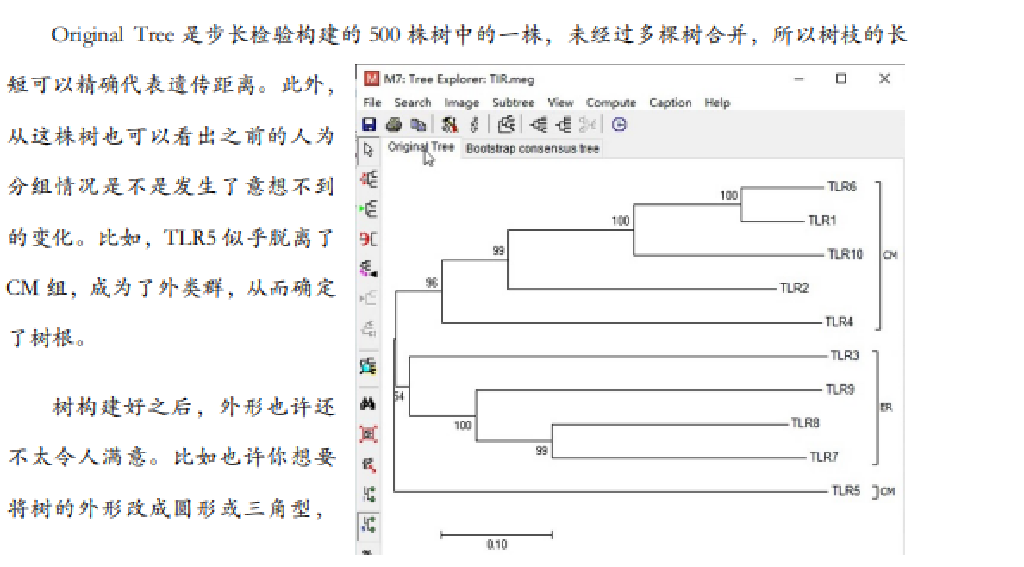 Original Tree 是步长检验构建的 500 株树中的一株，未经过多棵树合并，所以树枝的长
短可以精确代表遗传距离。此外，
从这株树也可以看出之前的人为
分组情况是不是发生了意想不到
的变化。比如，TLR5 似乎脱离了
CM 组，成为了外类群，从而确定
了树根。
树构建好之后，外形也许还
不太令人满意。比如也许你想要
将树的外形改成圆形或三角型，
M7: Tree Explorer: TIR.meg
File Search Image Subtree View Compute Caption Help
Original Tree Bootstrap consensus tree
100 TLR6
TLR1
100 TLR10 CM
99 TLR2
96 TLR4
TLR3
54 TLR9 ER
100 TLR8
99 TLR7
TLR5 CM
0.10